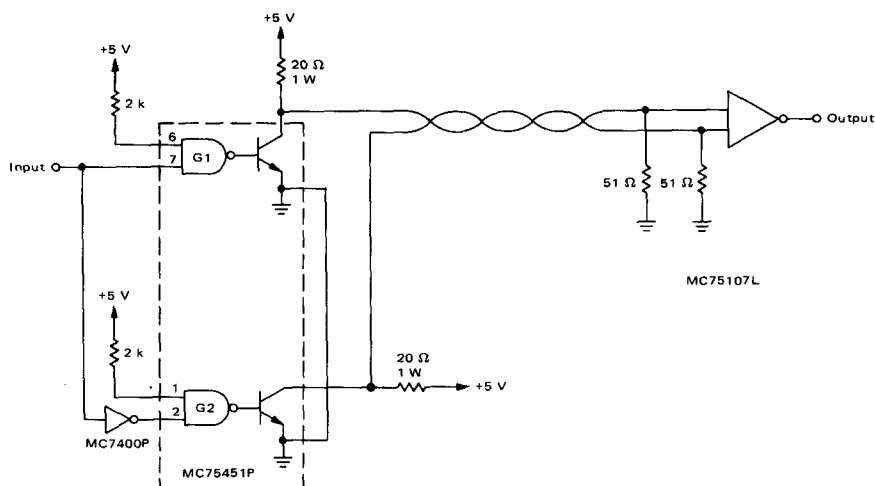 +5 V
+5 V
20 Ω
1 W
2 k
6
G1
7
Input
Output
51 Ω
51 Ω
MC75107L
+5 V
2 k
20 Ω
1 W
+5 V
1
G2
2
MC7400P
MC75451P